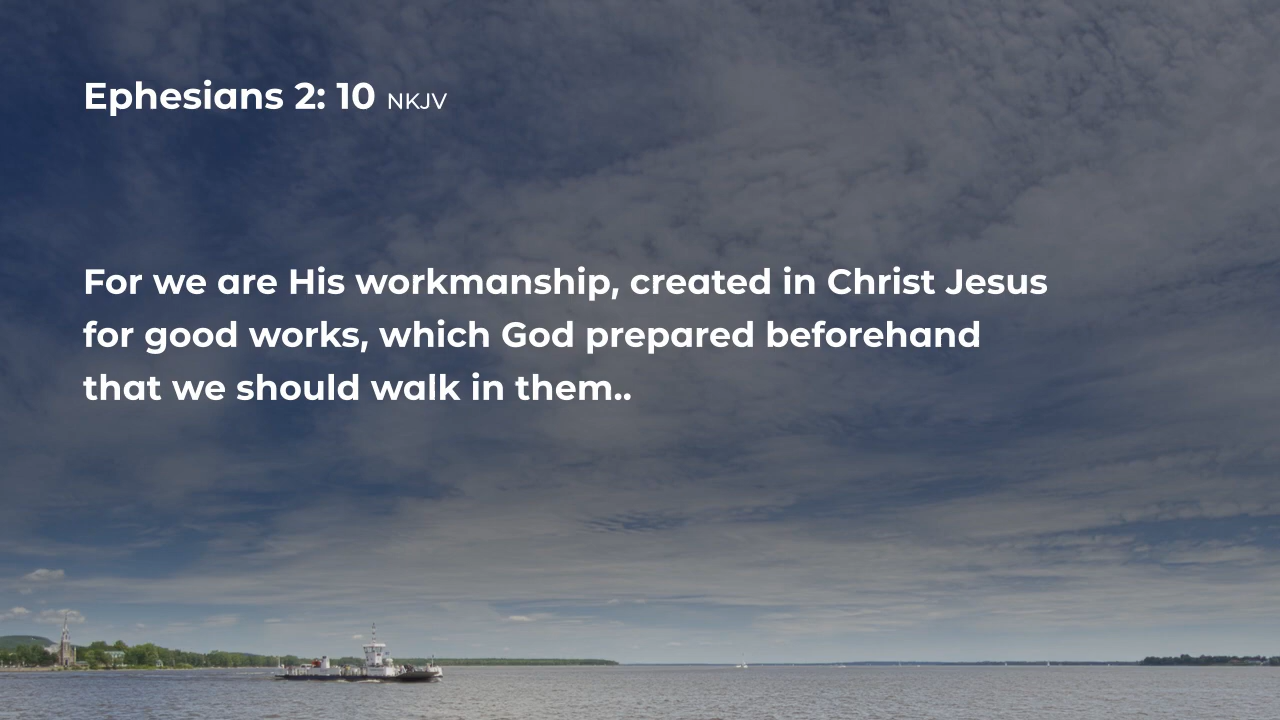 Ephesians 2: 10 NKJV
For we are His workmanship, created in Christ Jesus
for good works, which God prepared beforehand
that we should walk in them..